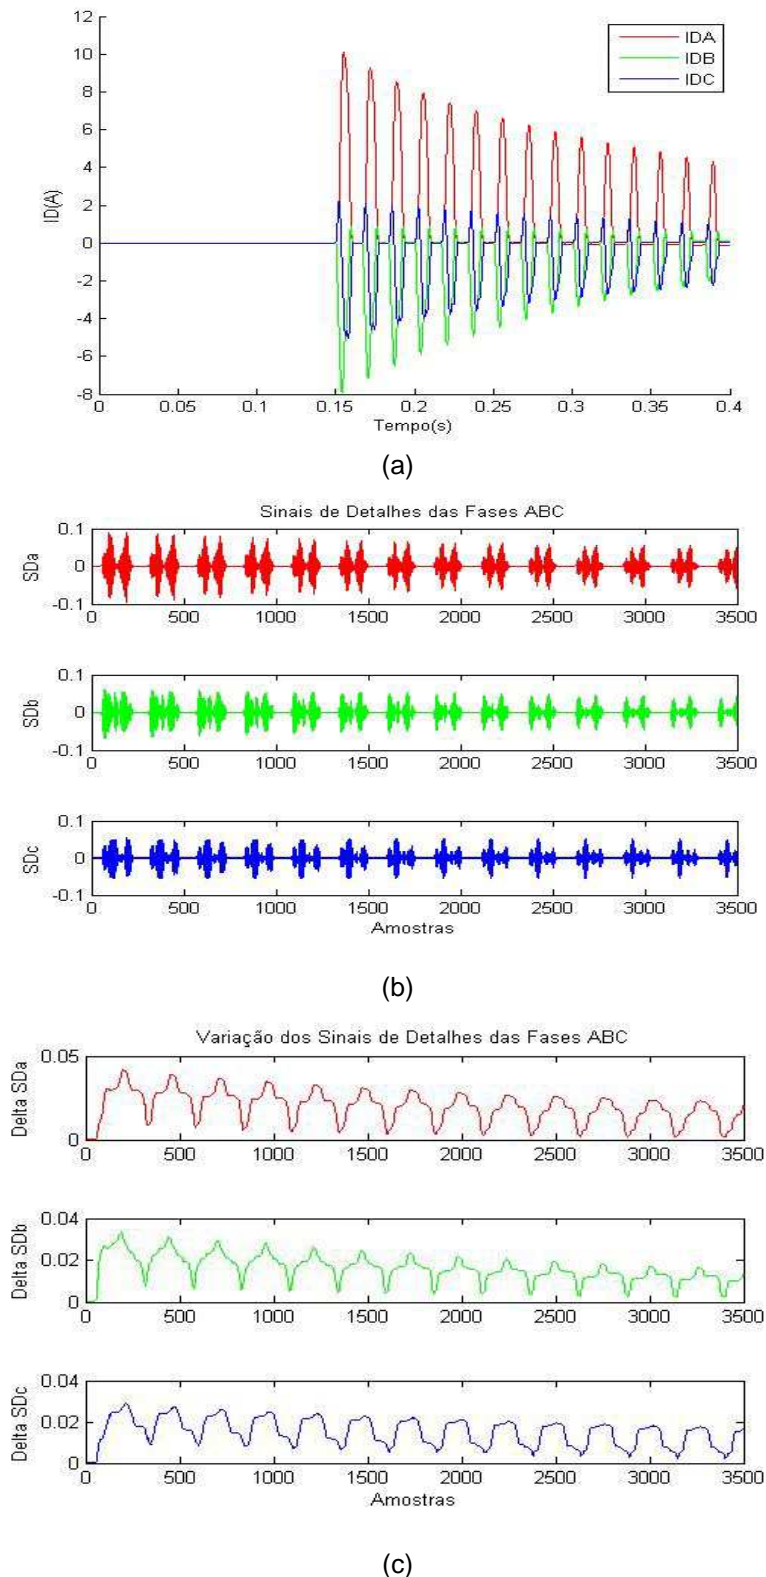 12
10
8
6
4
2
0
-2
-4
-6
-8
ID(A)
IDA
IDB
IDC
0 0.05 0.1 0.15 0.2 0.25 0.3 0.35 0.4
Tempo(s)
(a)
Sinais de Detalhes das Fases ABC
0.1
0
-0.1
SDa
0 500 1000 1500 2000 2500 3000 3500
0.1
0
-0.1
SDb
0 500 1000 1500 2000 2500 3000 3500
0.1
0
-0.1
SDc
0 500 1000 1500 2000 2500 3000 3500
Amostras
(b)
Variação dos Sinais de Detalhes das Fases ABC
0.05
0
Delta SDa
0 500 1000 1500 2000 2500 3000 3500
0.04
0.02
0
Delta SDb
0 500 1000 1500 2000 2500 3000 3500
0.04
0.02
0
Delta SDc
0 500 1000 1500 2000 2500 3000 3500
Amostras
(c)